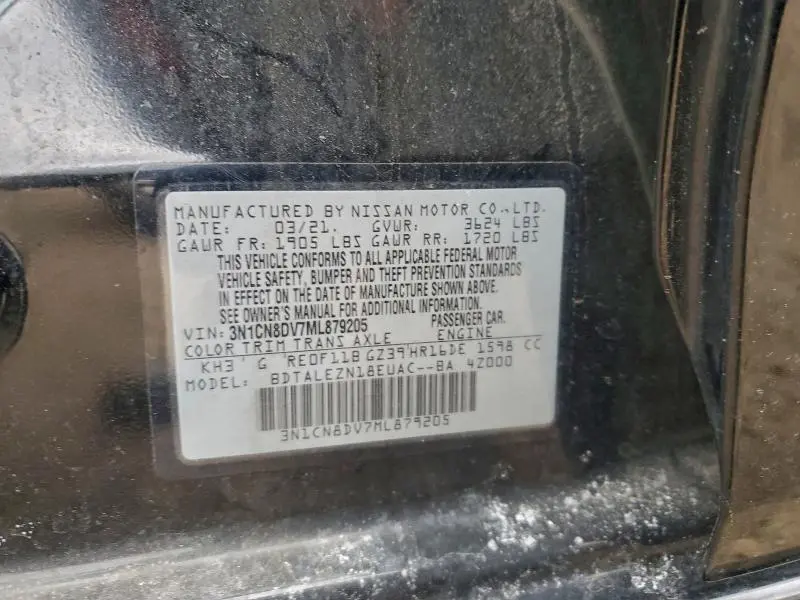 MANUFACTURED BY NISSAN MOTOR CO.,LTD.
DATE: 03/21. GVWR: 3624 LBS
GAWR FR: 1905 LBS GAWR RR: 1720 LBS
THIS VEHICLE CONFORMS TO ALL APPLICABLE FEDERAL MOTOR
VEHICLE SAFETY, BUMPER AND THEFT PREVENTION STANDARDS
IN EFFECT ON THE DATE OF MANUFACTURE SHOWN ABOVE.
SEE OWNER'S MANUAL FOR ADDITIONAL INFORMATION.
VIN: 3N1CN8DV7ML879205 PASSENGER CAR.
COLOR TRIM TRANS AXLE ENGINE
KH3 G RE0F11B GZ39 HR16DE 1598 CC
MODEL: BDTALEZN18EUAC--BA 4Z000
3N1CN8DV7ML879205